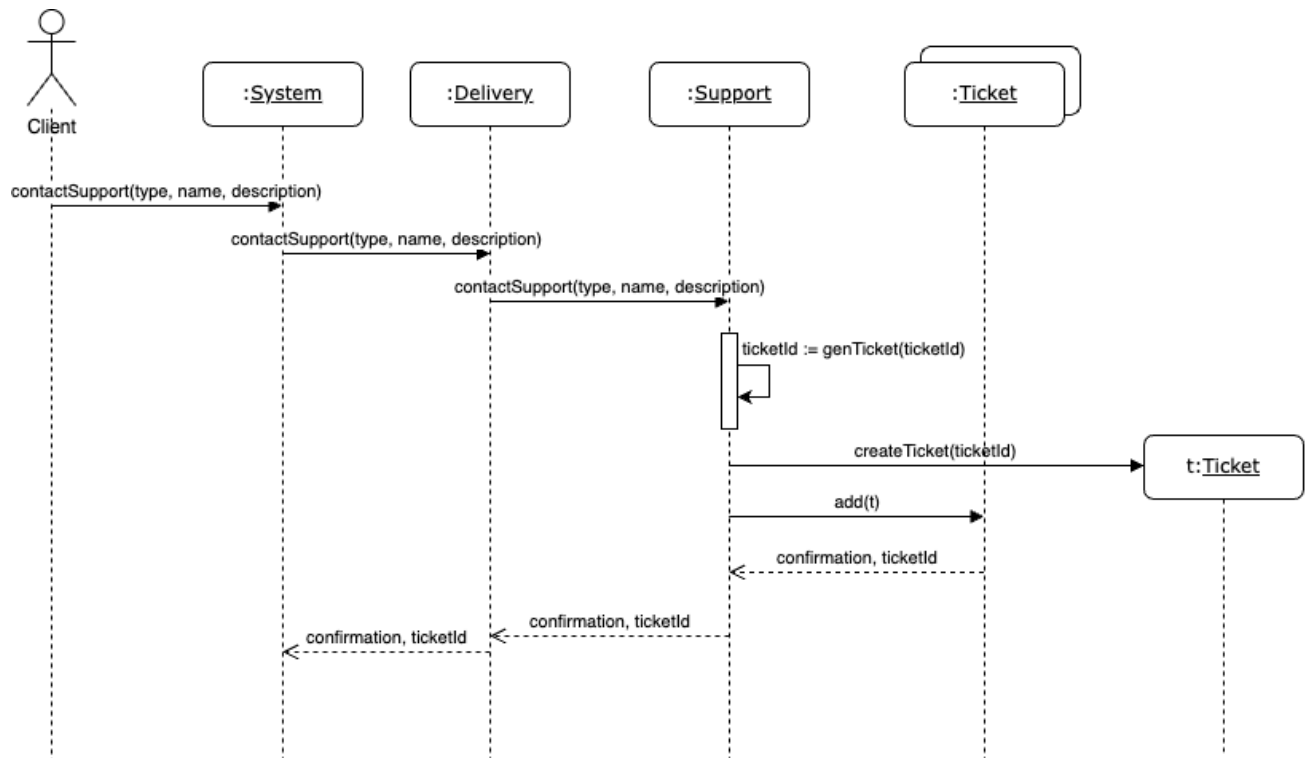 Client
:System
:Delivery
:Support
:Ticket
contactSupport(type, name, description)
contactSupport(type, name, description)
contactSupport(type, name, description)
ticketId := genTicket(ticketId)
createTicket(ticketId)
t:Ticket
add(t)
confirmation, ticketId
confirmation, ticketId
confirmation, ticketId